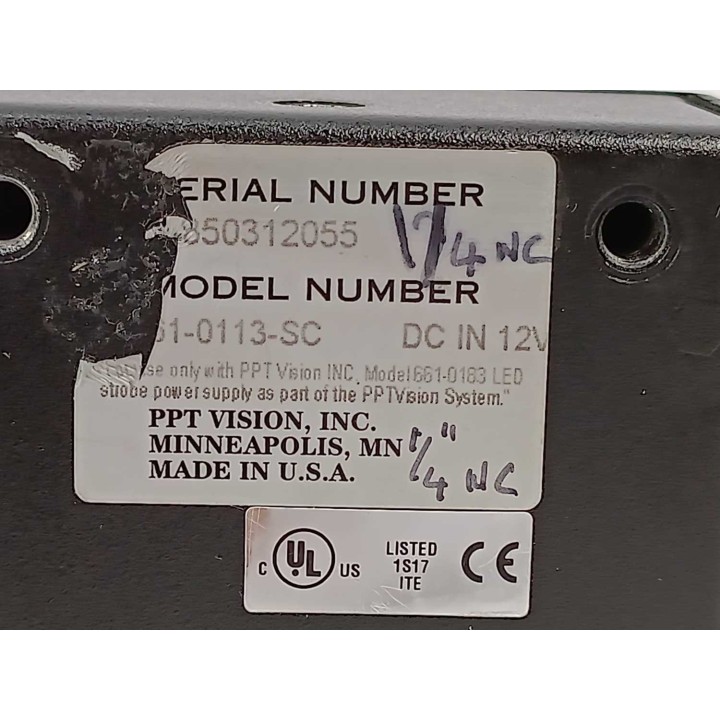 ERIAL NUMBER
850312055
1/4 NC
MODEL NUMBER
61-0113-SC DC IN 12V
use only with PPT Vision INC. Model 661-0183 LED
strobe power supply as part of the PPTVision System."
PPT VISION, INC.
MINNEAPOLIS, MN
MADE IN U.S.A.
1/4" NC
C UL US
LISTED
1S17
ITE
CE